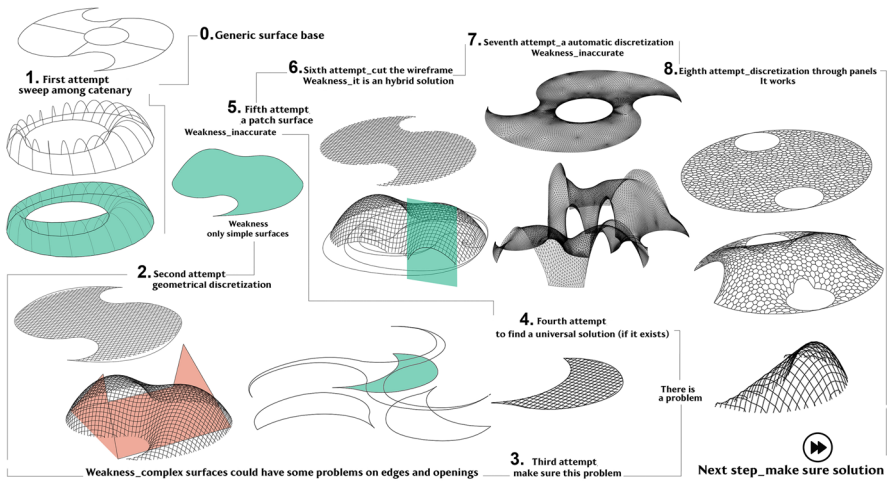 0. Generic surface base
1. First attempt
sweep among catenary
Weakness
only simple surfaces
2. Second attempt
geometrical discretization
Weakness_complex surfaces could have some problems on edges and openings
3. Third attempt
make sure this problem
There is
a problem
4. Fourth attempt
to find a universal solution (if it exists)
5. Fifth attempt
a patch surface
Weakness_inaccurate
6. Sixth attempt_cut the wireframe
Weakness_it is an hybrid solution
7. Seventh attempt_a automatic discretization
Weakness_inaccurate
8. Eighth attempt_discretization through panels
It works
Next step_make sure solution